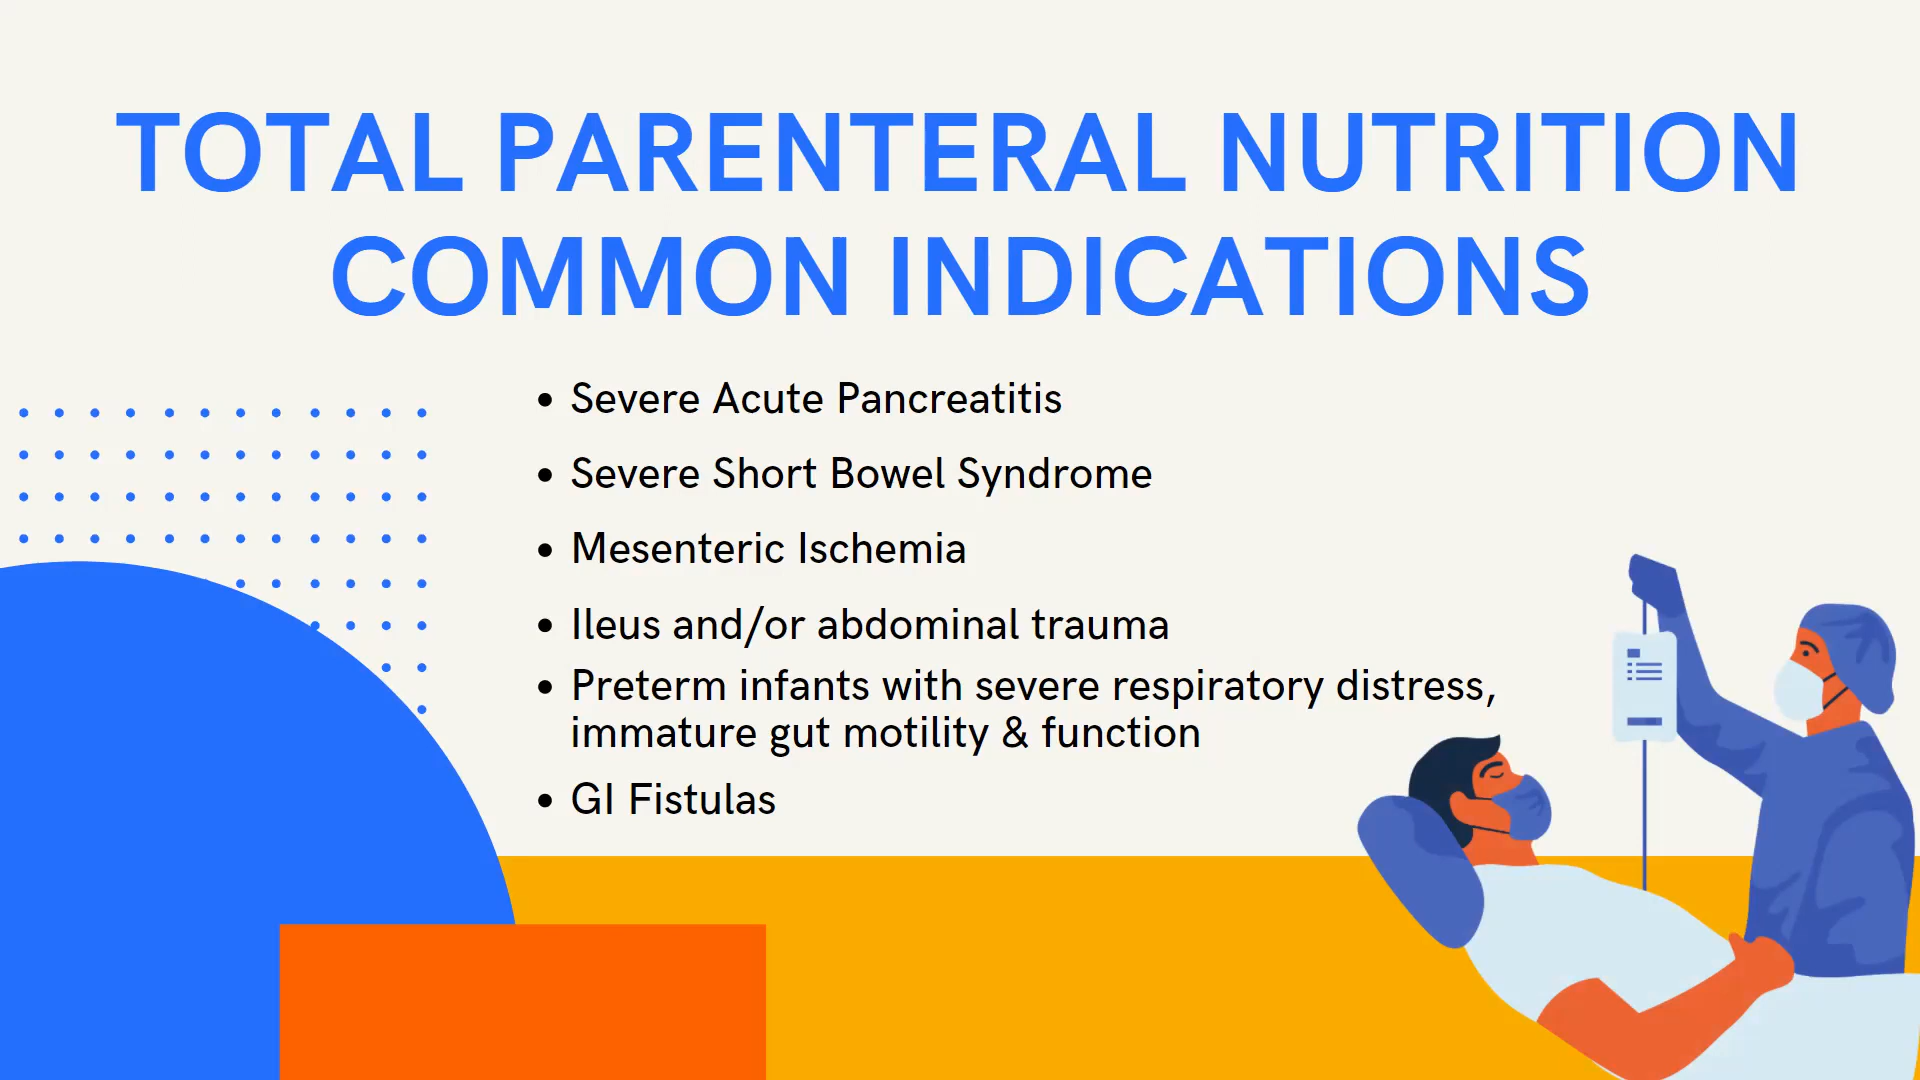 TOTAL PARENTERAL NUTRITION
COMMON INDICATIONS
• Severe Acute Pancreatitis
• Severe Short Bowel Syndrome
• Mesenteric Ischemia
• Ileus and/or abdominal trauma
• Preterm infants with severe respiratory distress,
immature gut motility & function
• GI Fistulas